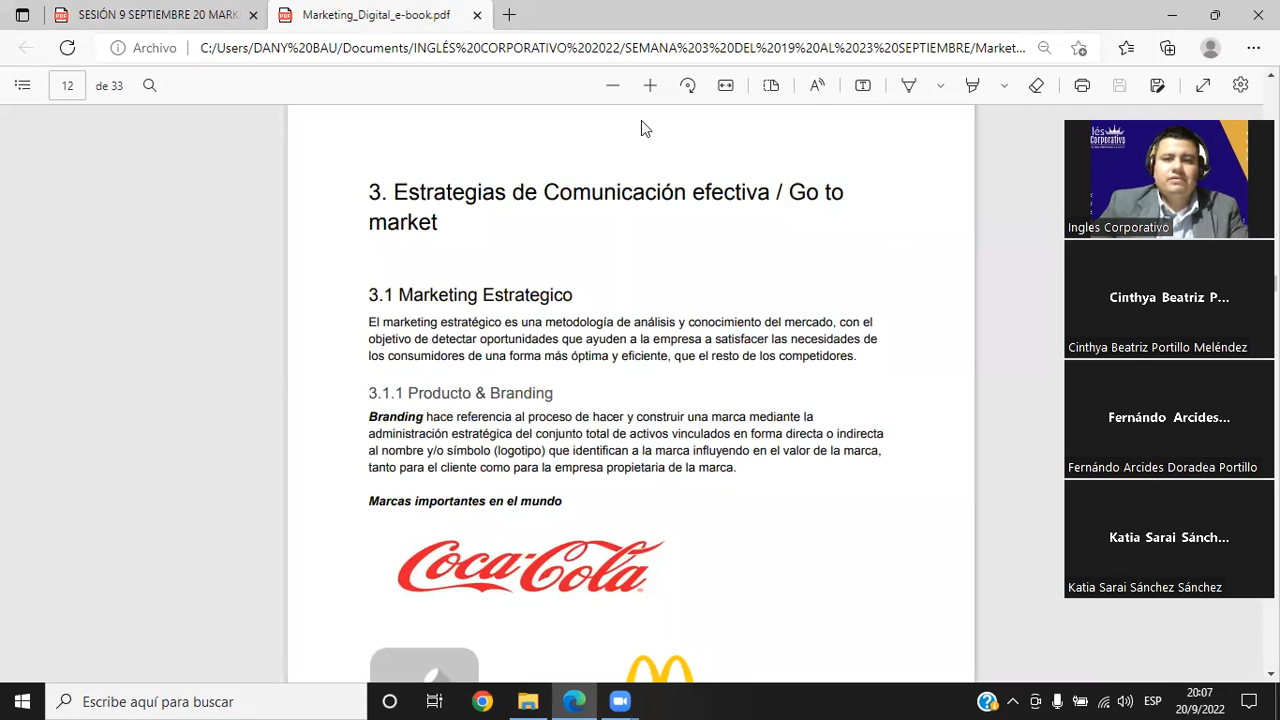 SESIÓN 9 SEPTIEMBRE 20 MARK
Marketing_Digital_e-book.pdf
Archivo
C:/Users/DANY%20BAU/Documents/INGLÉS%20CORPORATIVO%202022/SEMANA%203%20DEL%2019%20AL%2023%20SEPTIEMBRE/Market...
12
de 33
3. Estrategias de Comunicación efectiva / Go to
market
3.1 Marketing Estrategico
El marketing estratégico es una metodología de análisis y conocimiento del mercado, con el
objetivo de detectar oportunidades que ayuden a la empresa a satisfacer las necesidades de
los consumidores de una forma más óptima y eficiente, que el resto de los competidores.
3.1.1 Producto & Branding
Branding hace referencia al proceso de hacer y construir una marca mediante la
administración estratégica del conjunto total de activos vinculados en forma directa o indirecta
al nombre y/o símbolo (logotipo) que identifican a la marca influyendo en el valor de la marca,
tanto para el cliente como para la empresa propietaria de la marca.
Marcas importantes en el mundo
Coca-Cola
lés
Corporativo
Ingles Corporativo
Cinthya Beatriz P...
Cinthya Beatriz Portillo Meléndez
Fernándo Arcides...
Fernándo Arcides Doradea Portillo
Katia Sarai Sánch...
Katia Sarai Sánchez Sánchez
Escribe aquí para buscar
ESP
20:07
20/9/2022